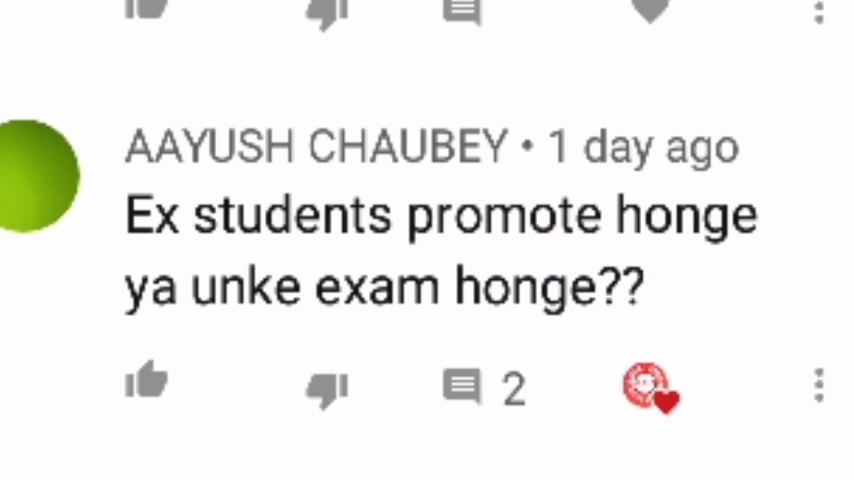 AAYUSH CHAUBEY • 1 day ago
Ex students promote honge
ya unke exam honge??
2